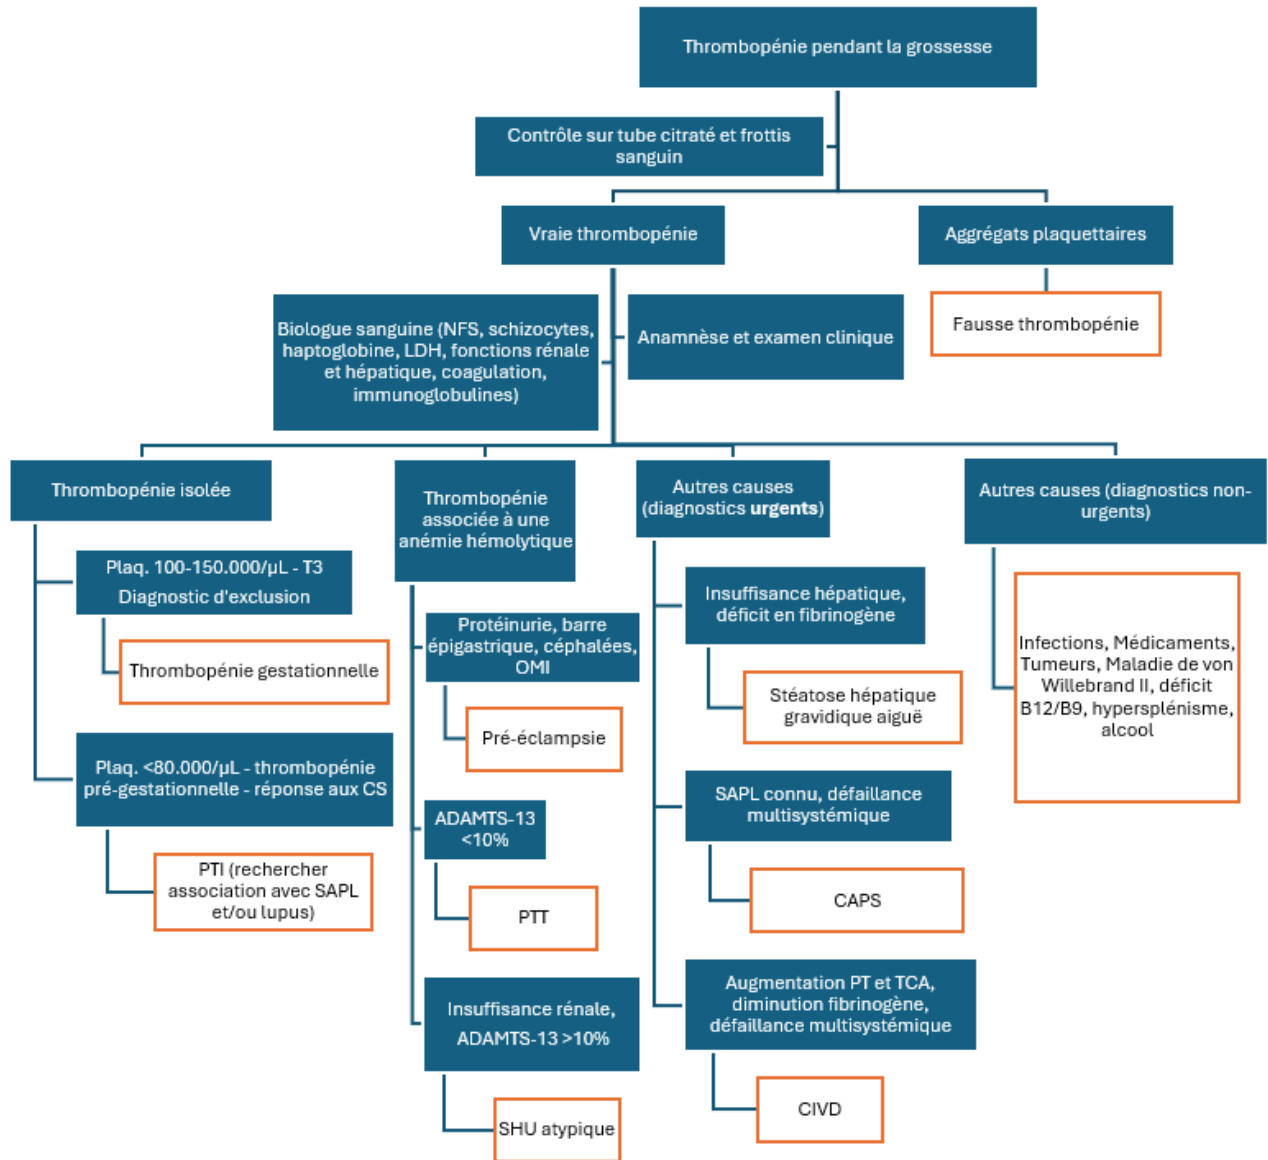 Thrombopénie pendant la grossesse
Contrôle sur tube citraté et frottis
sanguin
Vraie thrombopénie
Aggrégats plaquettaires
Fausse thrombopénie
Biologue sanguine (NFS, schizocytes,
haptoglobine, LDH, fonctions rénale
et hépatique, coagulation,
immunoglobulines)
Anamnèse et examen clinique
Thrombopénie isolée
Plaq. 100-150.000/µL - T3
Diagnostic d'exclusion
Thrombopénie gestationnelle
Plaq. <80.000/µL - thrombopénie
pré-gestationnelle - réponse aux CS
PTI (rechercher
association avec SAPL
et/ou lupus)
Thrombopénie
associée à une
anémie hémolytique
Protéinurie, barre
épigastrique, céphalées,
OMI
Pré-éclampsie
ADAMTS-13
<10%
PTT
Insuffisance rénale,
ADAMTS-13 >10%
SHU atypique
Autres causes
(diagnostics urgents)
Insuffisance hépatique,
déficit en fibrinogène
Stéatose hépatique
gravidique aiguë
SAPL connu, défaillance
multisystémique
CAPS
Augmentation PT et TCA,
diminution fibrinogène,
défaillance multisystémique
CIVD
Autres causes (diagnostics non-
urgents)
Infections, Médicaments,
Tumeurs, Maladie de von
Willebrand II, déficit
B12/B9, hypersplénisme,
alcool